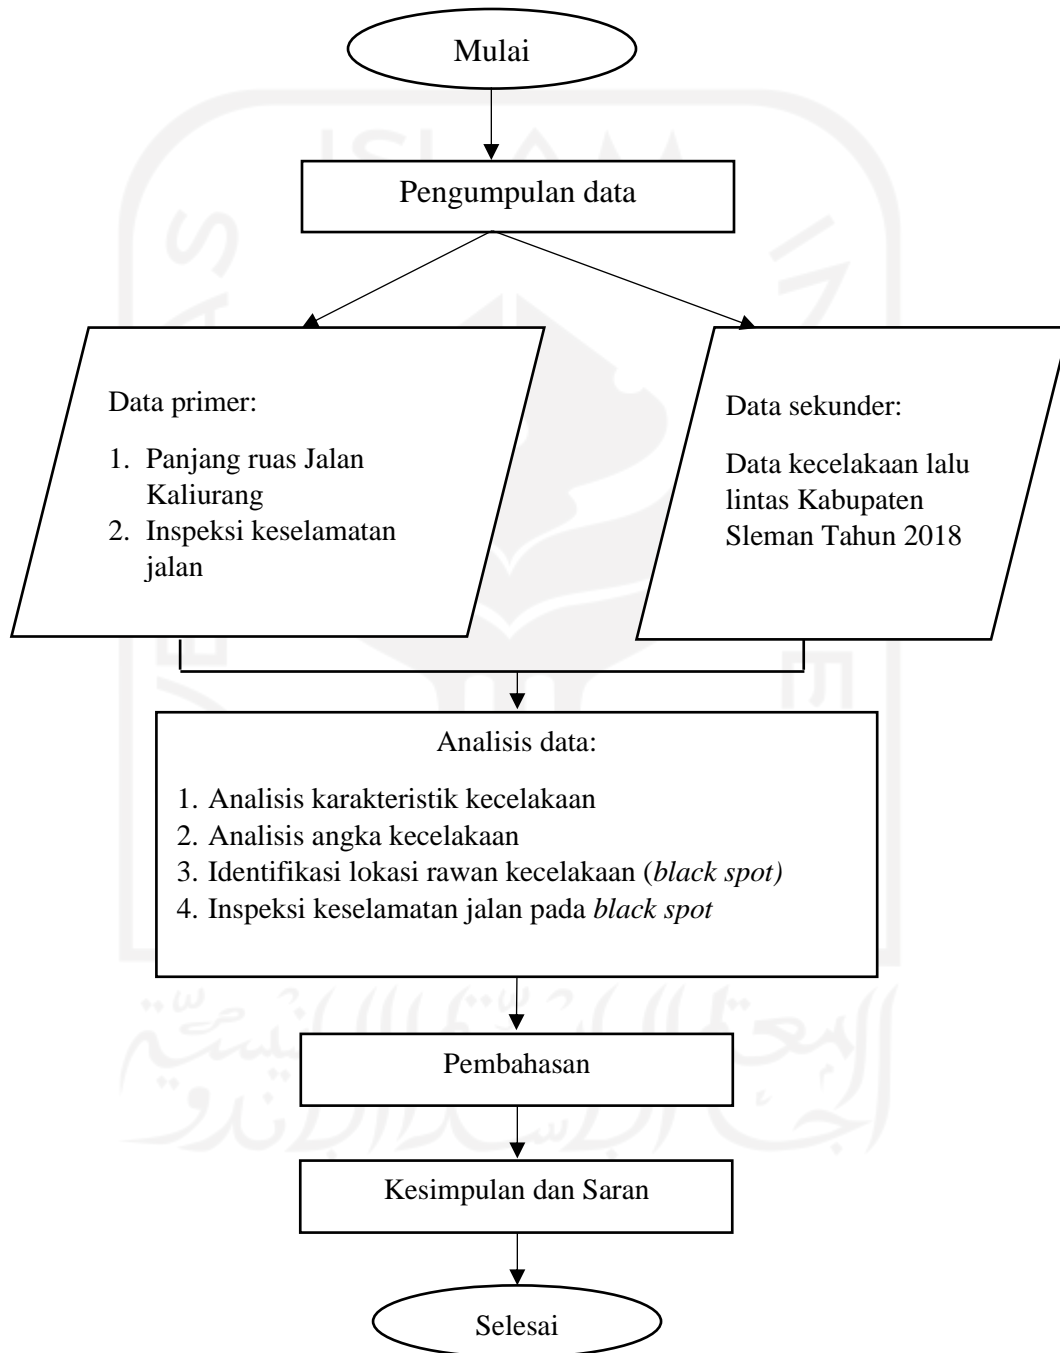 Mulai
Pengumpulan data
Data primer:
1. Panjang ruas Jalan
Kaliurang
2. Inspeksi keselamatan
jalan
Data sekunder:
Data kecelakaan lalu
lintas Kabupaten
Sleman Tahun 2018
Analisis data:
1. Analisis karakteristik kecelakaan
2. Analisis angka kecelakaan
3. Identifikasi lokasi rawan kecelakaan (black spot)
4. Inspeksi keselamatan jalan pada black spot
Pembahasan
Kesimpulan dan Saran
Selesai
ISLAM